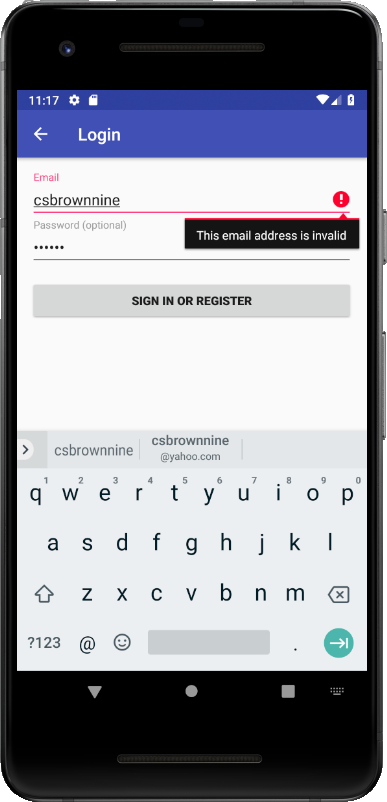 11:17
Login
Email
csbrownnine
Password (optional)
••••••
This email address is invalid
SIGN IN OR REGISTER
csbrownnine csbrownnine
@yahoo.com
1 2 3 4 5 6 7 8 9 0
q w e r t y u i o p
a s d f g h j k l
z x c v b n m
?123 @ .